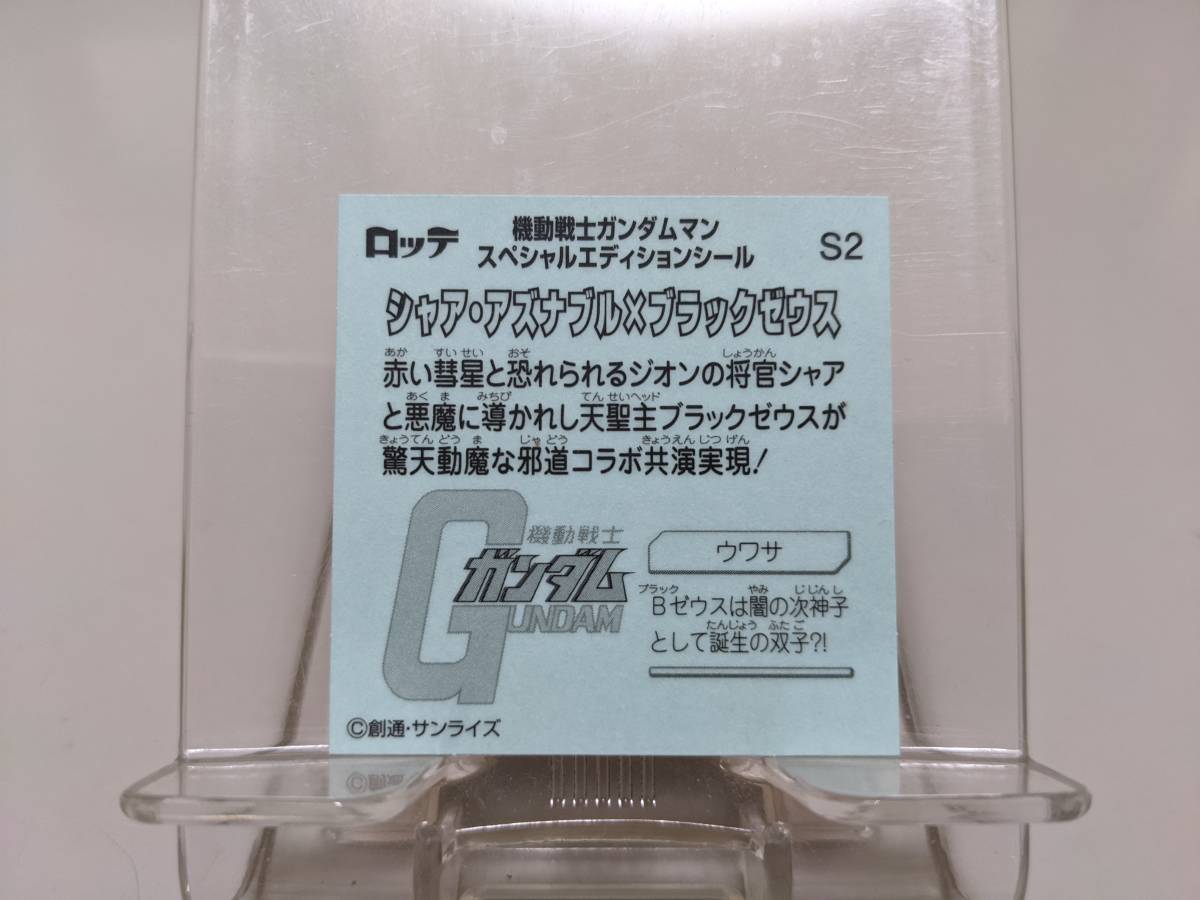 ロッテ
機動戦士ガンダムマン
スペシャルエディションシール
S2
シャア・アズナブル×ブラックゼウス
あか すいせい おそ しょうかん
赤い彗星と恐れられるジオンの将官シャア
あくま みちび てんせいヘッド
と悪魔に導かれし天聖主ブラックゼウスが
きょうてんどうま じゃどう きょうえんじつげん
驚天動魔な邪道コラボ共演実現!
機動戦士
ガンダム
GUNDAM
ウワサ
ブラック やみ じじんし
Bゼウスは闇の次神子
たんじょう ふたご
として誕生の双子?!
©創通・サンライズ